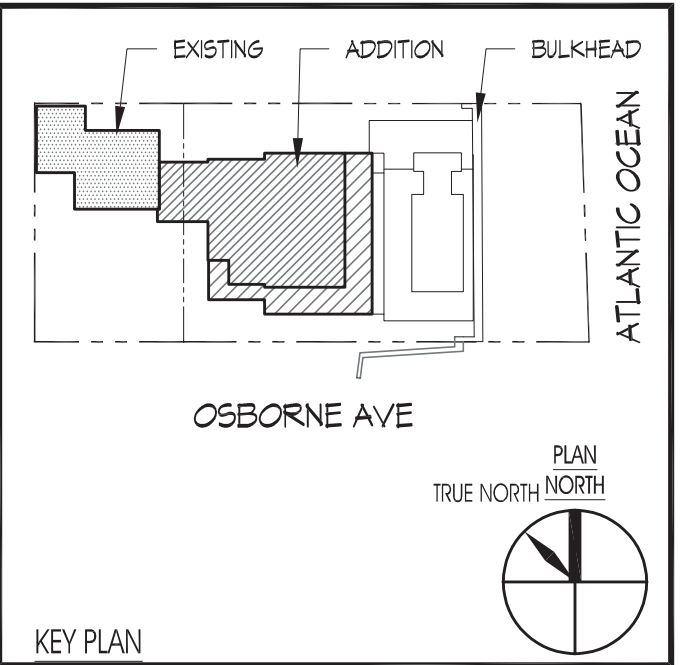 EXISTING
ADDITION
BULKHEAD
ATLANTIC OCEAN
OSBORNE AVE
PLAN
TRUE NORTH NORTH
KEY PLAN